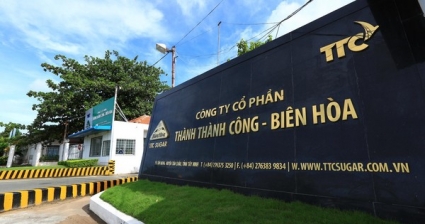 TTC
CÔNG TY CỔ PHẦN
THÀNH THÀNH CÔNG - BIÊN HÒA
TTC SUGAR
WWW.TTCSUGAR.COM.VN